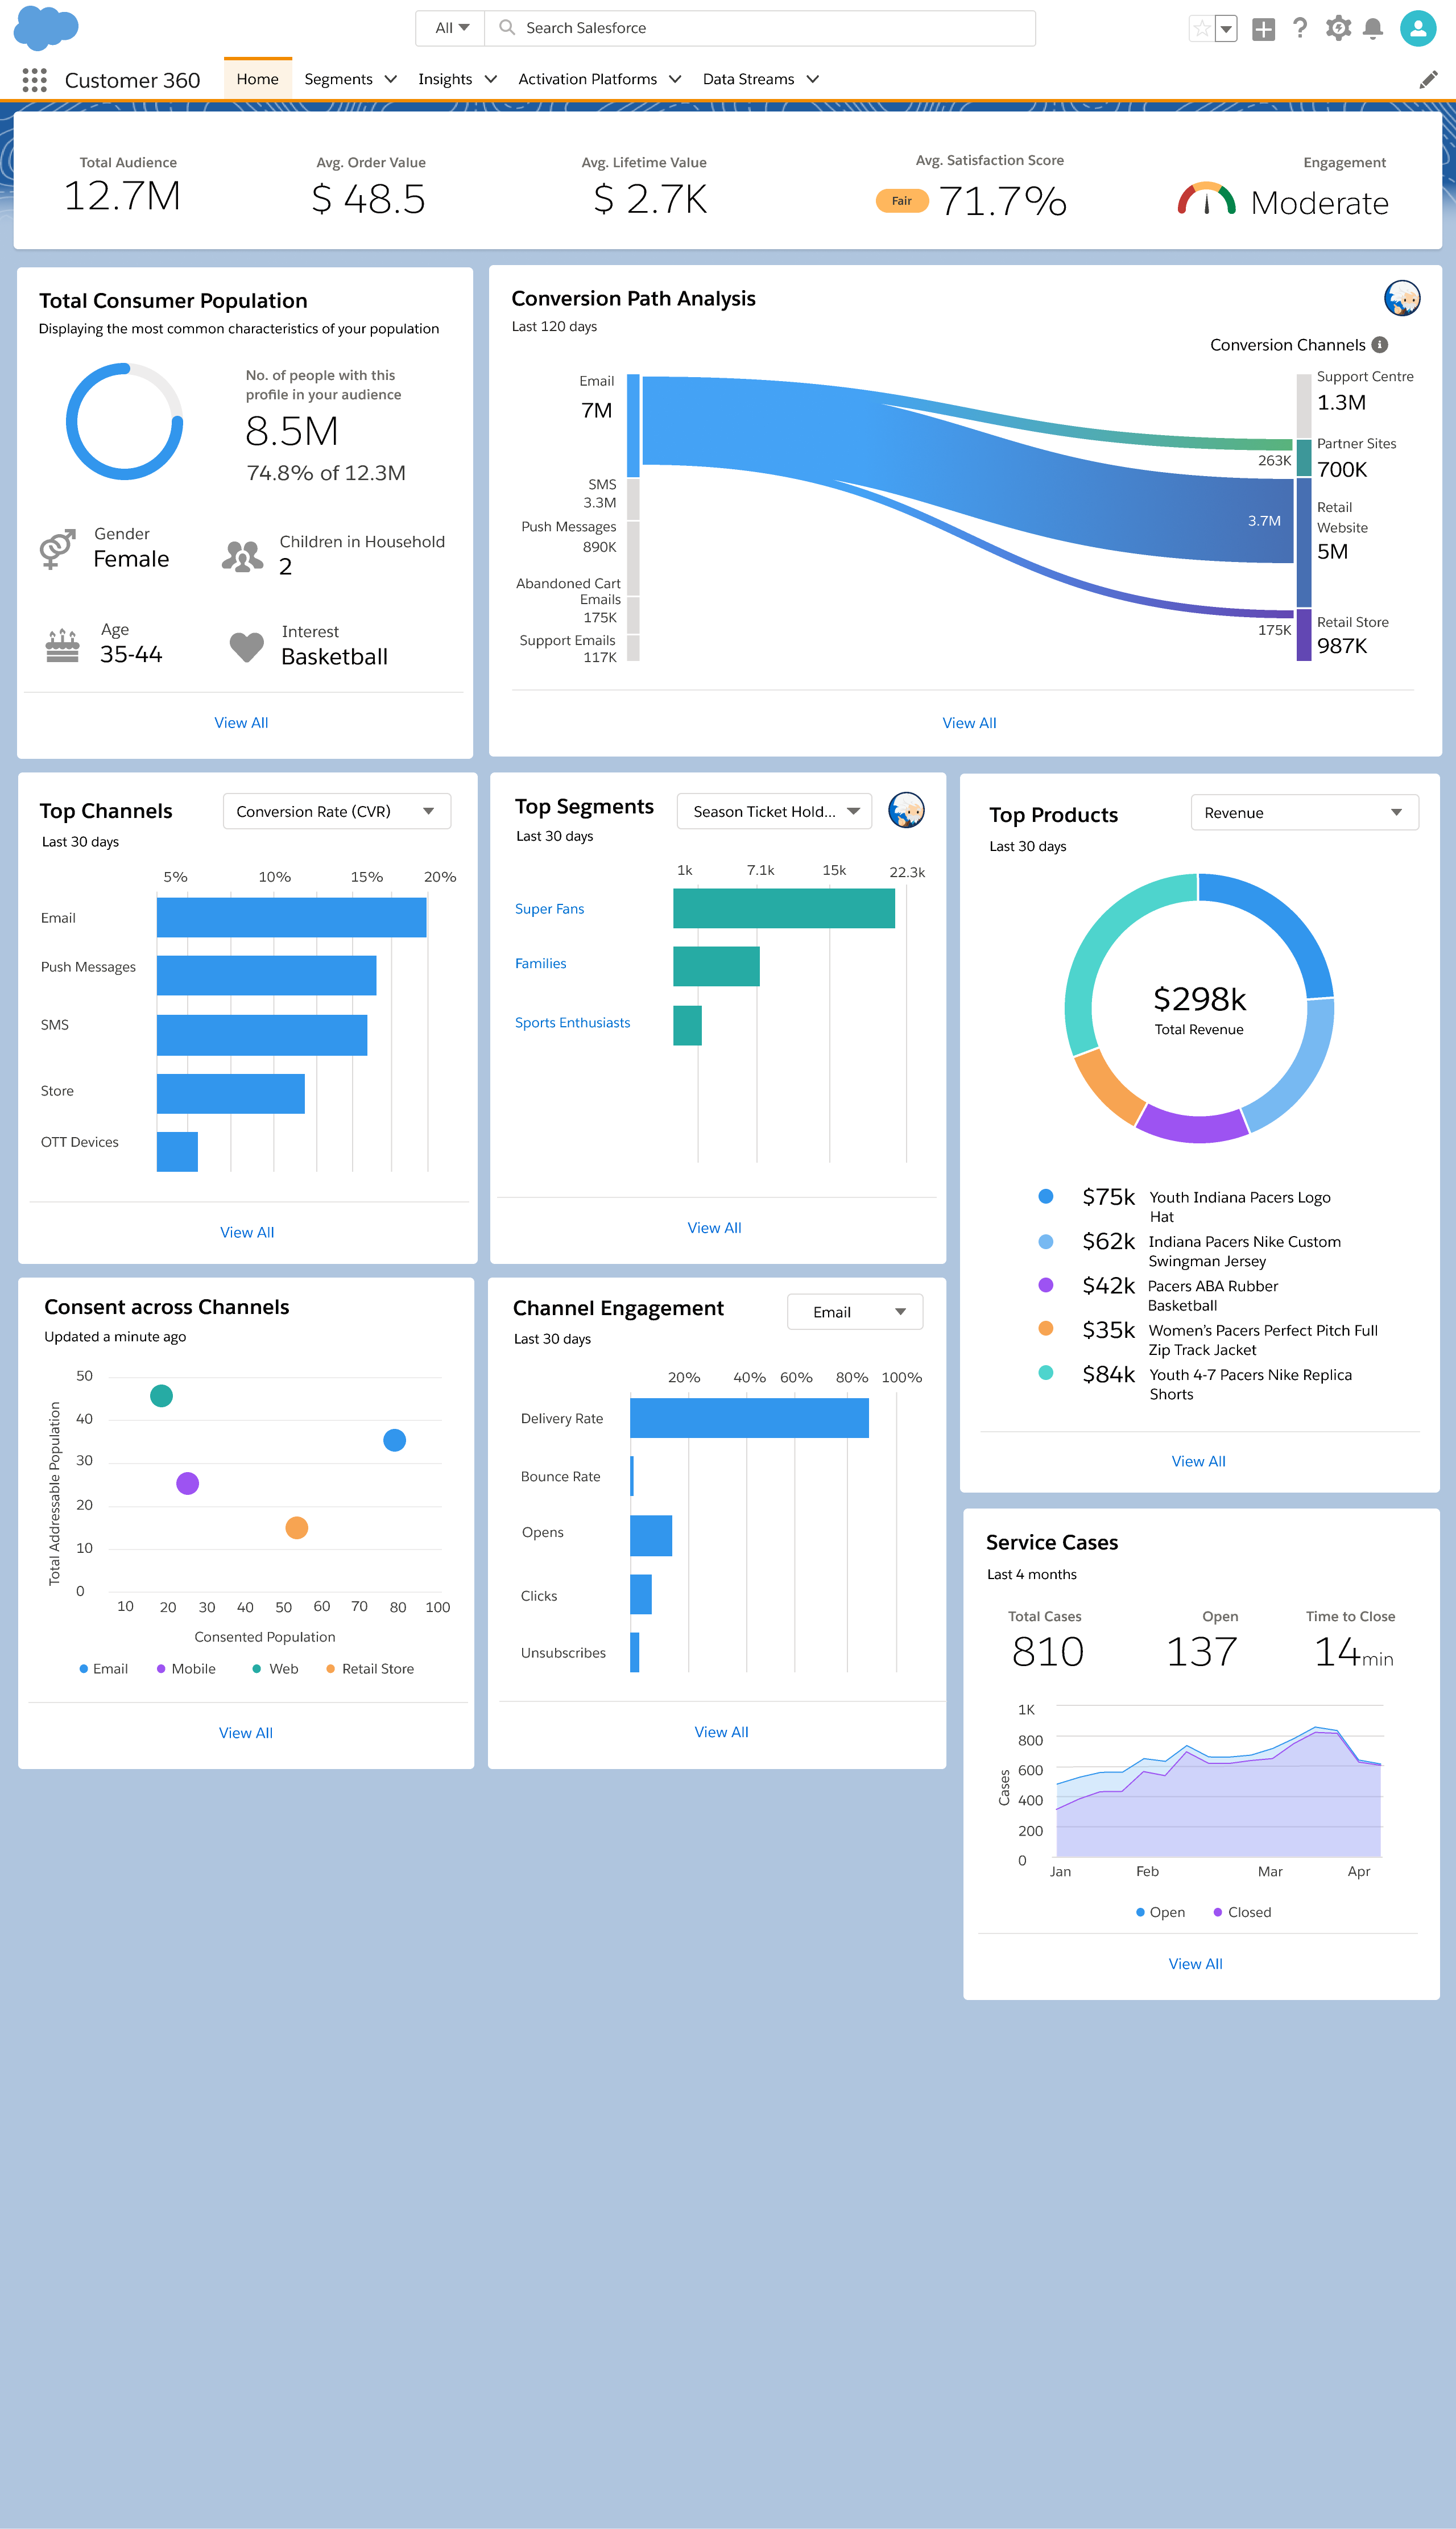 All
Search Salesforce
Customer 360
Home
Segments
Insights
Activation Platforms
Data Streams
Total Audience
12.7M
Avg. Order Value
$ 48.5
Avg. Lifetime Value
$ 2.7K
Avg. Satisfaction Score
Fair
71.7%
Engagement
Moderate
Total Consumer Population
Displaying the most common characteristics of your population
No. of people with this
profile in your audience
8.5M
74.8% of 12.3M
Gender
Female
Children in Household
2
Age
35-44
Interest
Basketball
View All
Conversion Path Analysis
Last 120 days
Conversion Channels
Email
7M
SMS
3.3M
Push Messages
890K
Abandoned Cart
Emails
175K
Support Emails
117K
263K
3.7M
175K
Support Centre
1.3M
Partner Sites
700K
Retail
Website
5M
Retail Store
987K
View All
Top Channels
Conversion Rate (CVR)
Last 30 days
5% 10% 15% 20%
Email
Push Messages
SMS
Store
OTT Devices
View All
Top Segments
Season Ticket Hold...
Last 30 days
1k 7.1k 15k 22.3k
Super Fans
Families
Sports Enthusiasts
View All
Top Products
Revenue
Last 30 days
$298k
Total Revenue
$75k Youth Indiana Pacers Logo
Hat
$62k Indiana Pacers Nike Custom
Swingman Jersey
$42k Pacers ABA Rubber
Basketball
$35k Women's Pacers Perfect Pitch Full
Zip Track Jacket
$84k Youth 4-7 Pacers Nike Replica
Shorts
View All
Consent across Channels
Updated a minute ago
Total Addressable Population
50
40
30
20
10
0
10 20 30 40 50 60 70 80 100
Consented Population
Email Mobile Web Retail Store
View All
Channel Engagement
Email
Last 30 days
20% 40% 60% 80% 100%
Delivery Rate
Bounce Rate
Opens
Clicks
Unsubscribes
View All
Service Cases
Last 4 months
Total Cases
810
Open
137
Time to Close
14min
Cases
1K
800
600
400
200
0
Jan Feb Mar Apr
Open Closed
View All